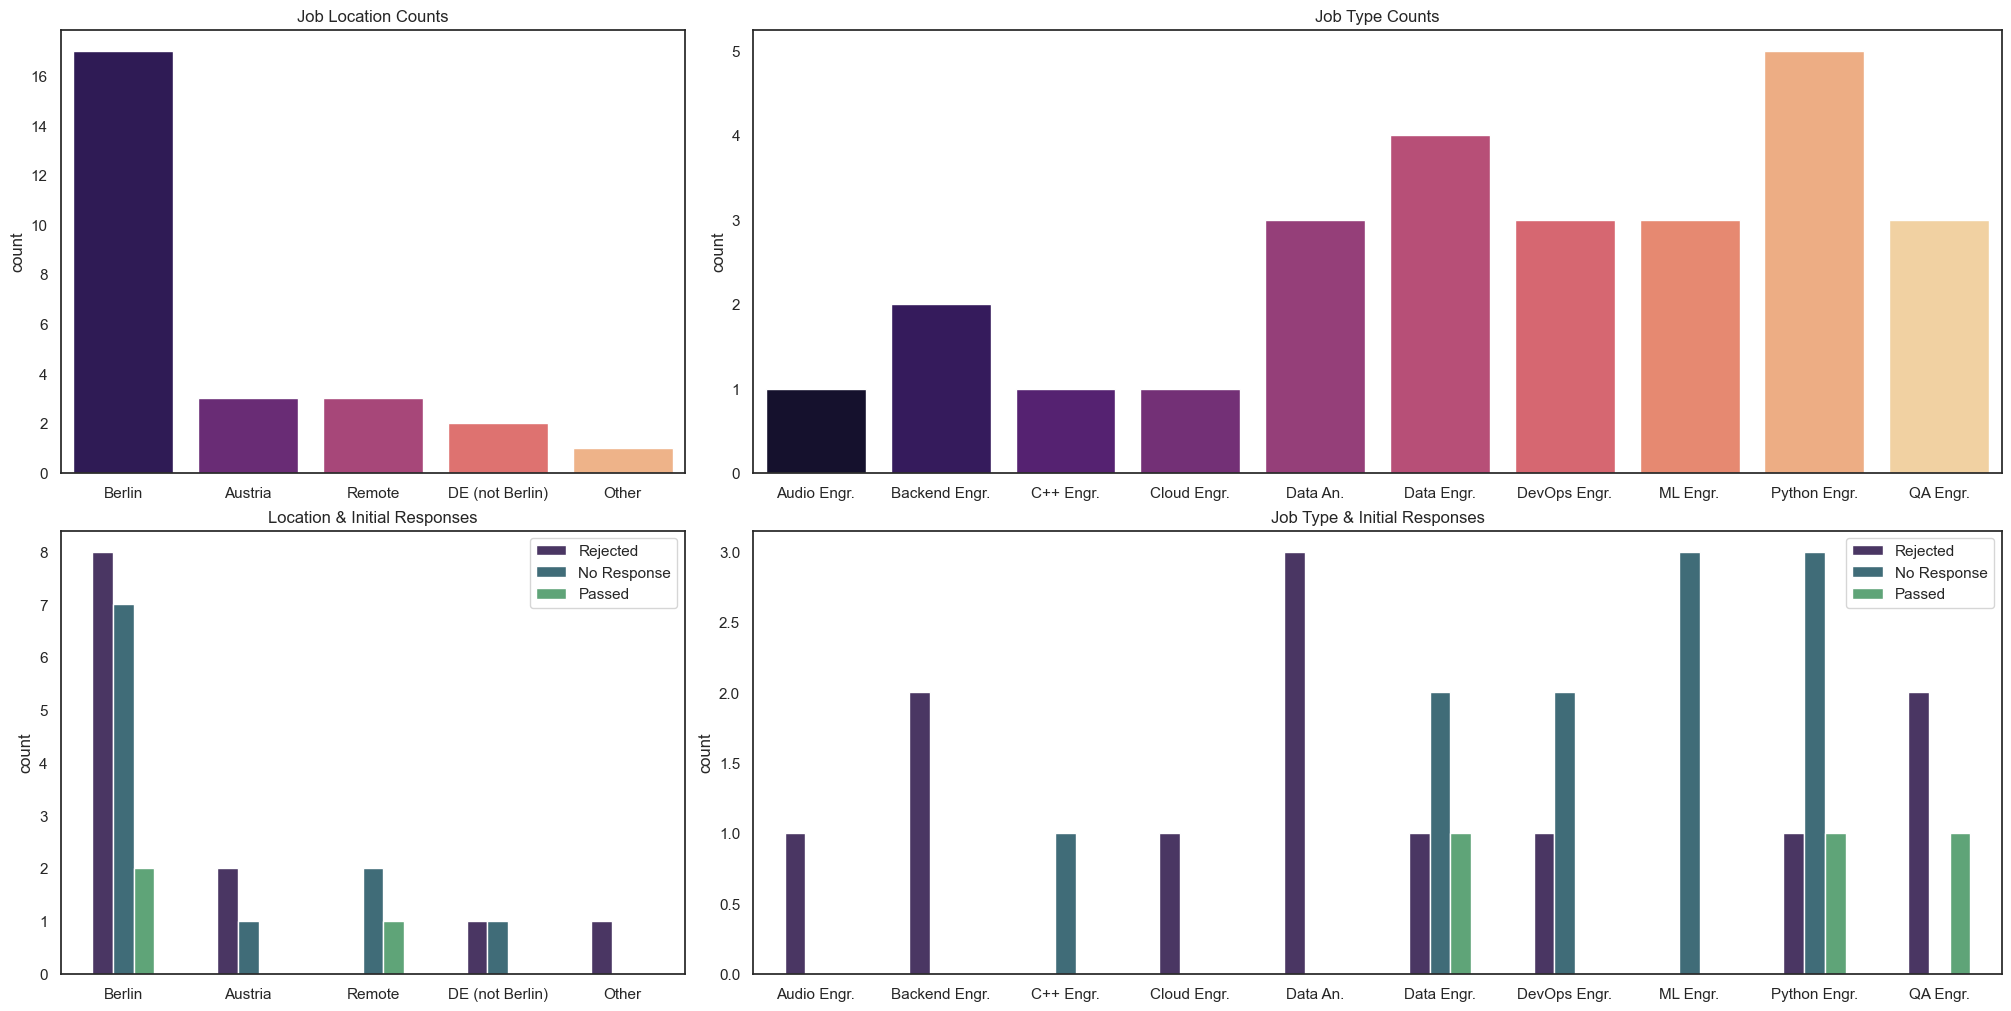 Job Location Counts
count
16
14
12
10
8
6
4
2
0
Berlin Austria Remote DE (not Berlin) Other
Job Type Counts
count
5
4
3
2
1
0
Audio Engr. Backend Engr. C++ Engr. Cloud Engr. Data An. Data Engr. DevOps Engr. ML Engr. Python Engr. QA Engr.
Location & Initial Responses
Rejected
No Response
Passed
count
8
7
6
5
4
3
2
1
0
Berlin Austria Remote DE (not Berlin) Other
Job Type & Initial Responses
Rejected
No Response
Passed
count
3.0
2.5
2.0
1.5
1.0
0.5
0.0
Audio Engr. Backend Engr. C++ Engr. Cloud Engr. Data An. Data Engr. DevOps Engr. ML Engr. Python Engr. QA Engr.